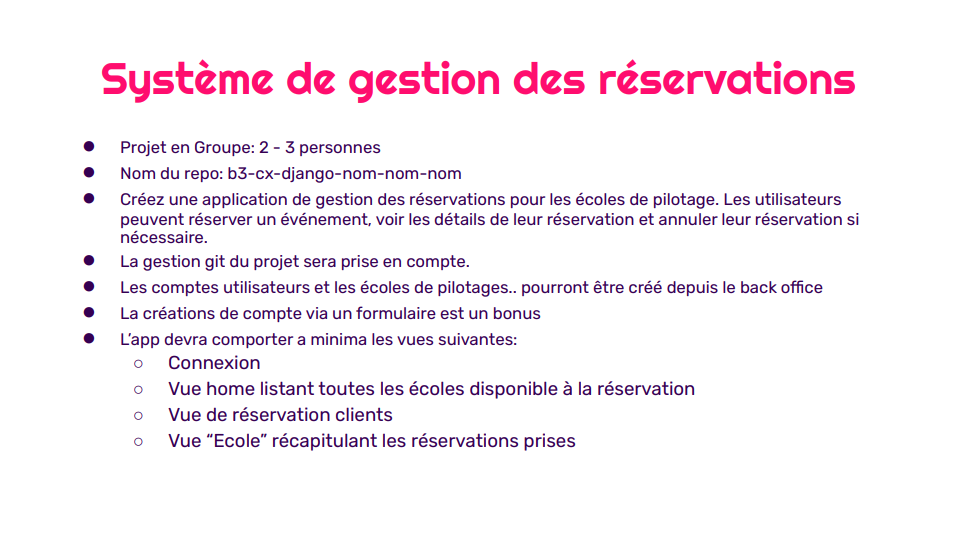 Système de gestion des réservations
● Projet en Groupe: 2 - 3 personnes
● Nom du repo: b3-cx-django-nom-nom-nom
● Créez une application de gestion des réservations pour les écoles de pilotage. Les utilisateurs
peuvent réserver un événement, voir les détails de leur réservation et annuler leur réservation si
nécessaire.
● La gestion git du projet sera prise en compte.
● Les comptes utilisateurs et les écoles de pilotages.. pourront être créé depuis le back office
● La créations de compte via un formulaire est un bonus
● L’app devra comporter a minima les vues suivantes:
○ Connexion
○ Vue home listant toutes les écoles disponible à la réservation
○ Vue de réservation clients
○ Vue “Ecole” récapitulant les réservations prises